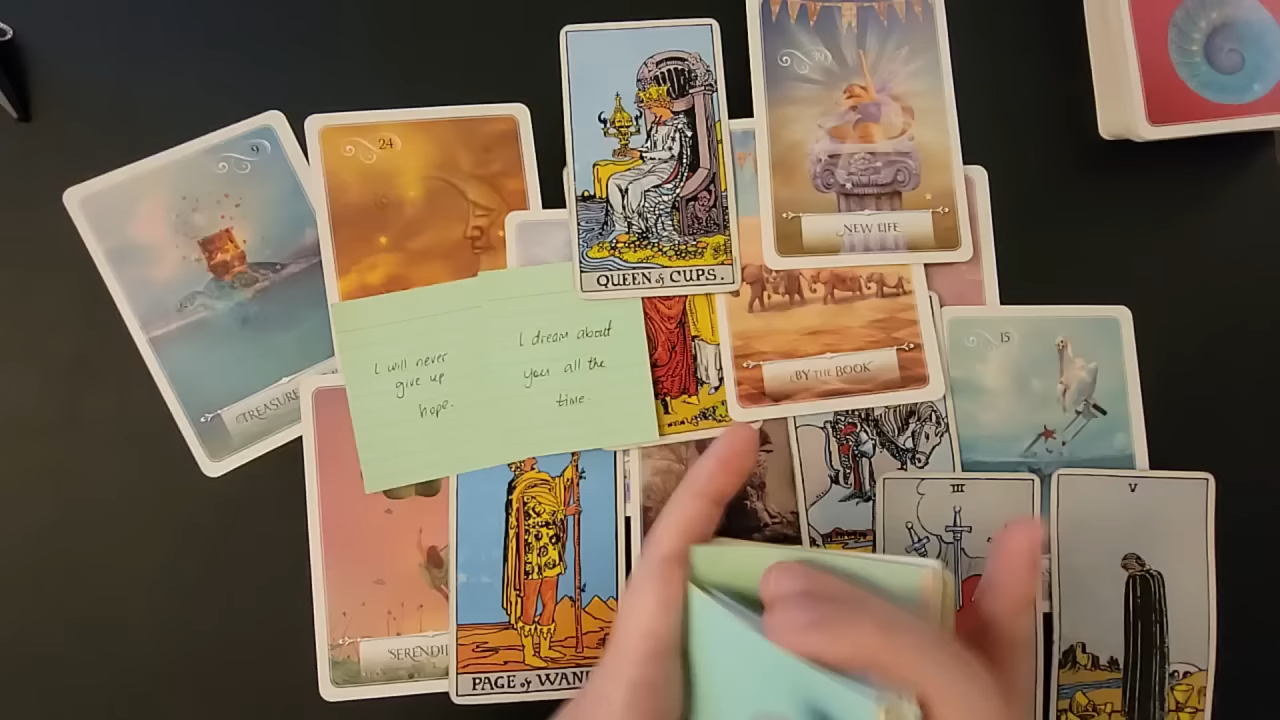 9
TREASURE
24
QUEEN of CUPS.
NEW LIFE
I will never
give up
hope.
I dream about
you all the
time.
BY THE BOOK
15
PAGE of WAN
III
V